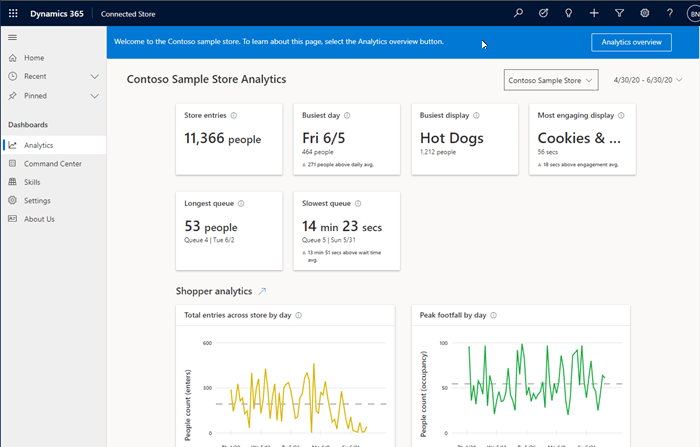 Dynamics 365
Connected Store
BN
Welcome to the Contoso sample store. To learn about this page, select the Analytics overview button.
Analytics overview
Home
Recent
Pinned
Dashboards
Analytics
Command Center
Skills
Settings
About Us
Contoso Sample Store Analytics
Contoso Sample Store
4/30/20 - 6/30/20
Store entries
11,366 people
Busiest day
Fri 6/5
464 people
271 people above daily avg.
Busiest display
Hot Dogs
1,212 people
Most engaging display
Cookies & ...
56 secs
18 secs above engagement avg.
Longest queue
53 people
Queue 4 | Tue 6/2
Slowest queue
14 min 23 secs
Queue 5 | Sun 5/31
13 min 51 secs above wait time
avg.
Shopper analytics
Total entries across store by day
People count (enters)
600
300
0
Peak footfall by day
People count (occupancy)
100
50
0